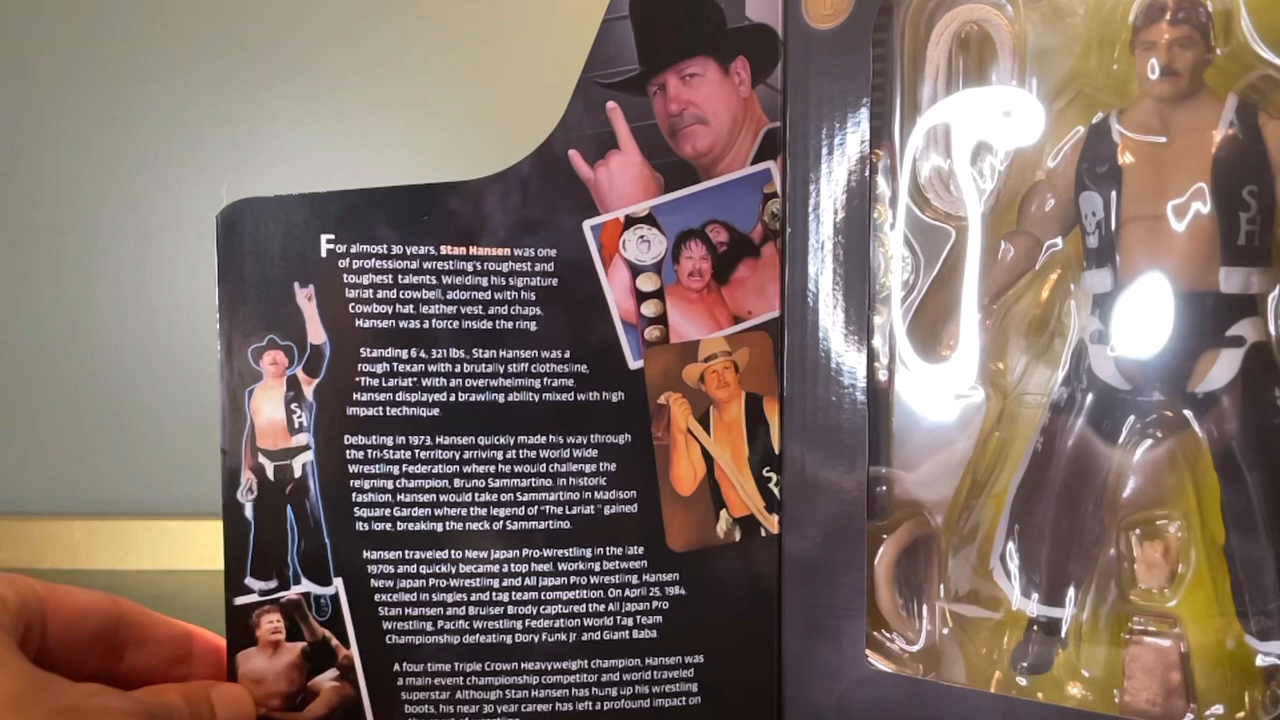 For almost 30 years, Stan Hansen was one
of professional wrestling's roughest and
toughest talents. Wielding his signature
lariat and cowbell, adorned with his
Cowboy hat, leather vest, and chaps,
Hansen was a force inside the ring.
Standing 6'4, 321 lbs., Stan Hansen was a
rough Texan with a brutally stiff clothesline,
"The Lariat". With an overwhelming frame,
Hansen displayed a brawling ability mixed with high
impact technique.
Debuting in 1973, Hansen quickly made his way through
the Tri-State Territory arriving at the World Wide
Wrestling Federation where he would challenge the
reigning champion, Bruno Sammartino. In historic
fashion, Hansen would take on Sammartino in Madison
Square Garden where the legend of "The Lariat" gained
its lore, breaking the neck of Sammartino.
Hansen traveled to New Japan Pro-Wrestling in the late
1970s and quickly became a top heel. Working between
New Japan Pro-Wrestling and All Japan Pro Wrestling, Hansen
excelled in singles and tag team competition. On April 25, 1984,
Stan Hansen and Bruiser Brody captured the All Japan Pro
Wrestling, Pacific Wrestling Federation World Tag Team
Championship defeating Dory Funk Jr and Giant Baba.
A four-time Triple Crown Heavyweight champion, Hansen was
a main-event championship competitor and world traveled
superstar. Although Stan Hansen has hung up his wrestling
boots, his near 30 year career has left a profound impact on
the sport of wrestling.
SH
SH